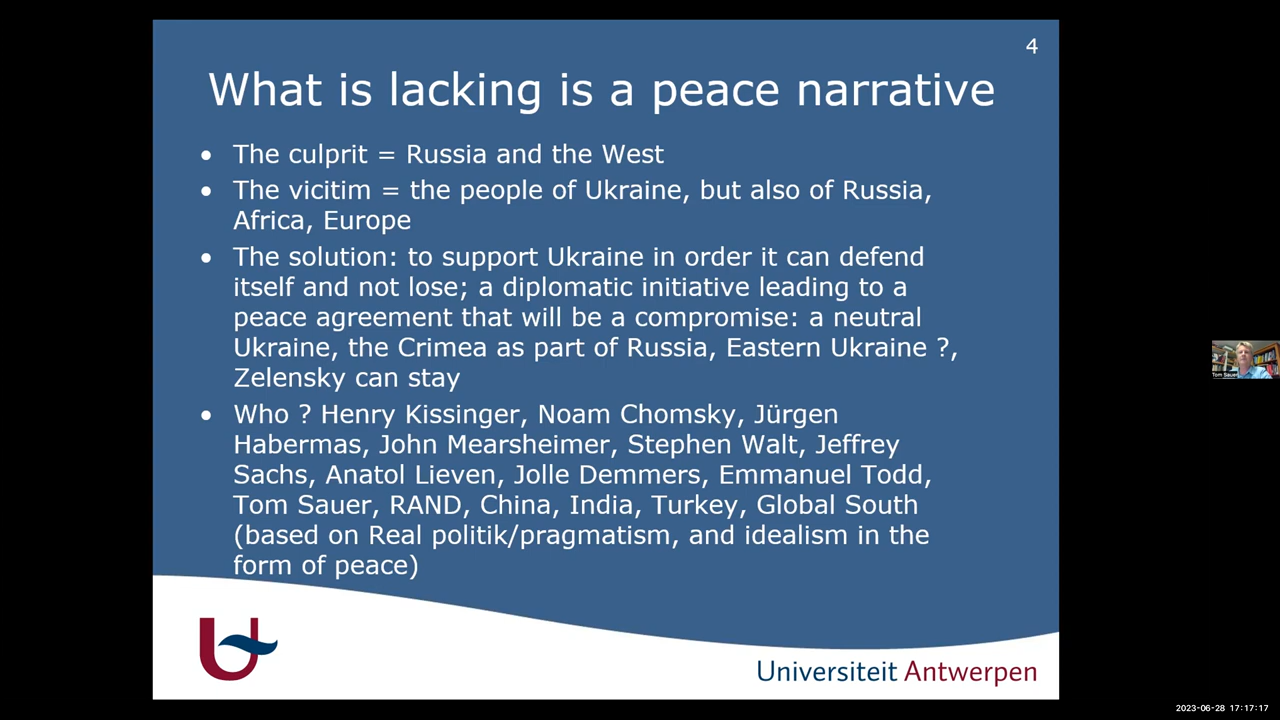 4
What is lacking is a peace narrative
• The culprit = Russia and the West
• The vicitim = the people of Ukraine, but also of Russia,
Africa, Europe
• The solution: to support Ukraine in order it can defend
itself and not lose; a diplomatic initiative leading to a
peace agreement that will be a compromise: a neutral
Ukraine, the Crimea as part of Russia, Eastern Ukraine ?,
Zelensky can stay
• Who ? Henry Kissinger, Noam Chomsky, Jürgen
Habermas, John Mearsheimer, Stephen Walt, Jeffrey
Sachs, Anatol Lieven, Jolle Demmers, Emmanuel Todd,
Tom Sauer, RAND, China, India, Turkey, Global South
(based on Real politik/pragmatism, and idealism in the
form of peace)
Universiteit Antwerpen
Tom Sauer
2023-06-28 17:17:17